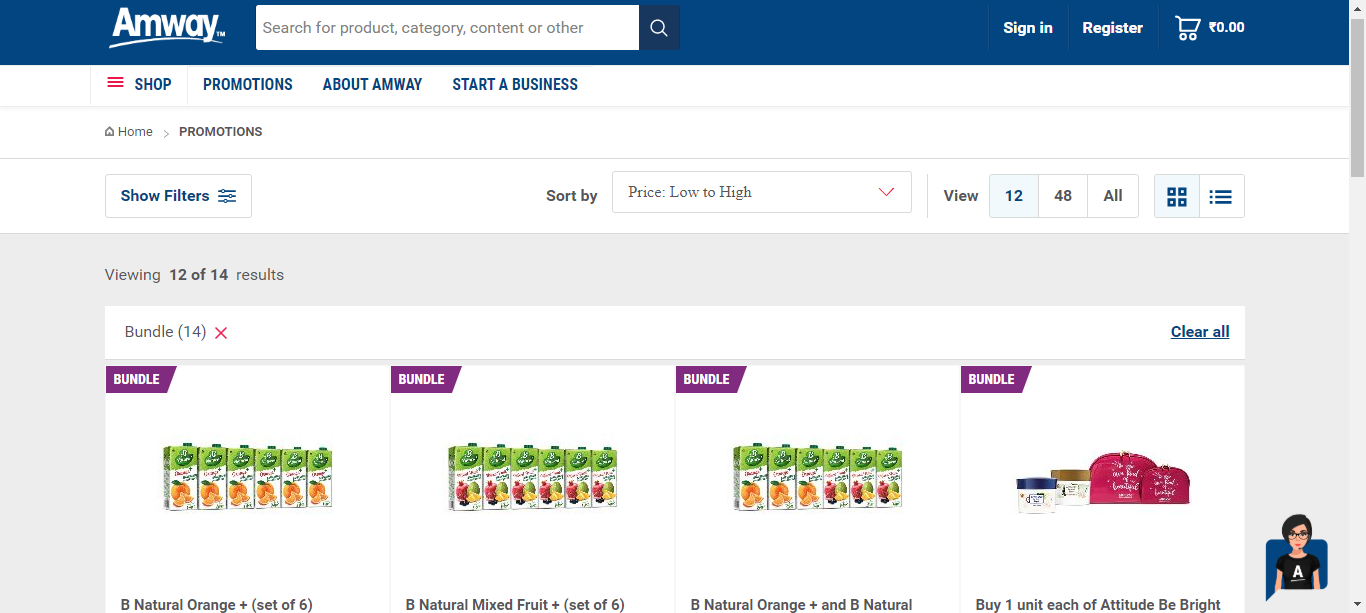 Amway™
Search for product, category, content or other
Sign in
Register
₹0.00
SHOP
PROMOTIONS
ABOUT AMWAY
START A BUSINESS
Home
PROMOTIONS
Show Filters
Sort by
Price: Low to High
View
12
48
All
Viewing 12 of 14 results
Bundle (14)
Clear all
BUNDLE
BUNDLE
BUNDLE
BUNDLE
B Natural Orange + (set of 6)
B Natural Mixed Fruit + (set of 6)
B Natural Orange + and B Natural
Buy 1 unit each of Attitude Be Bright
A